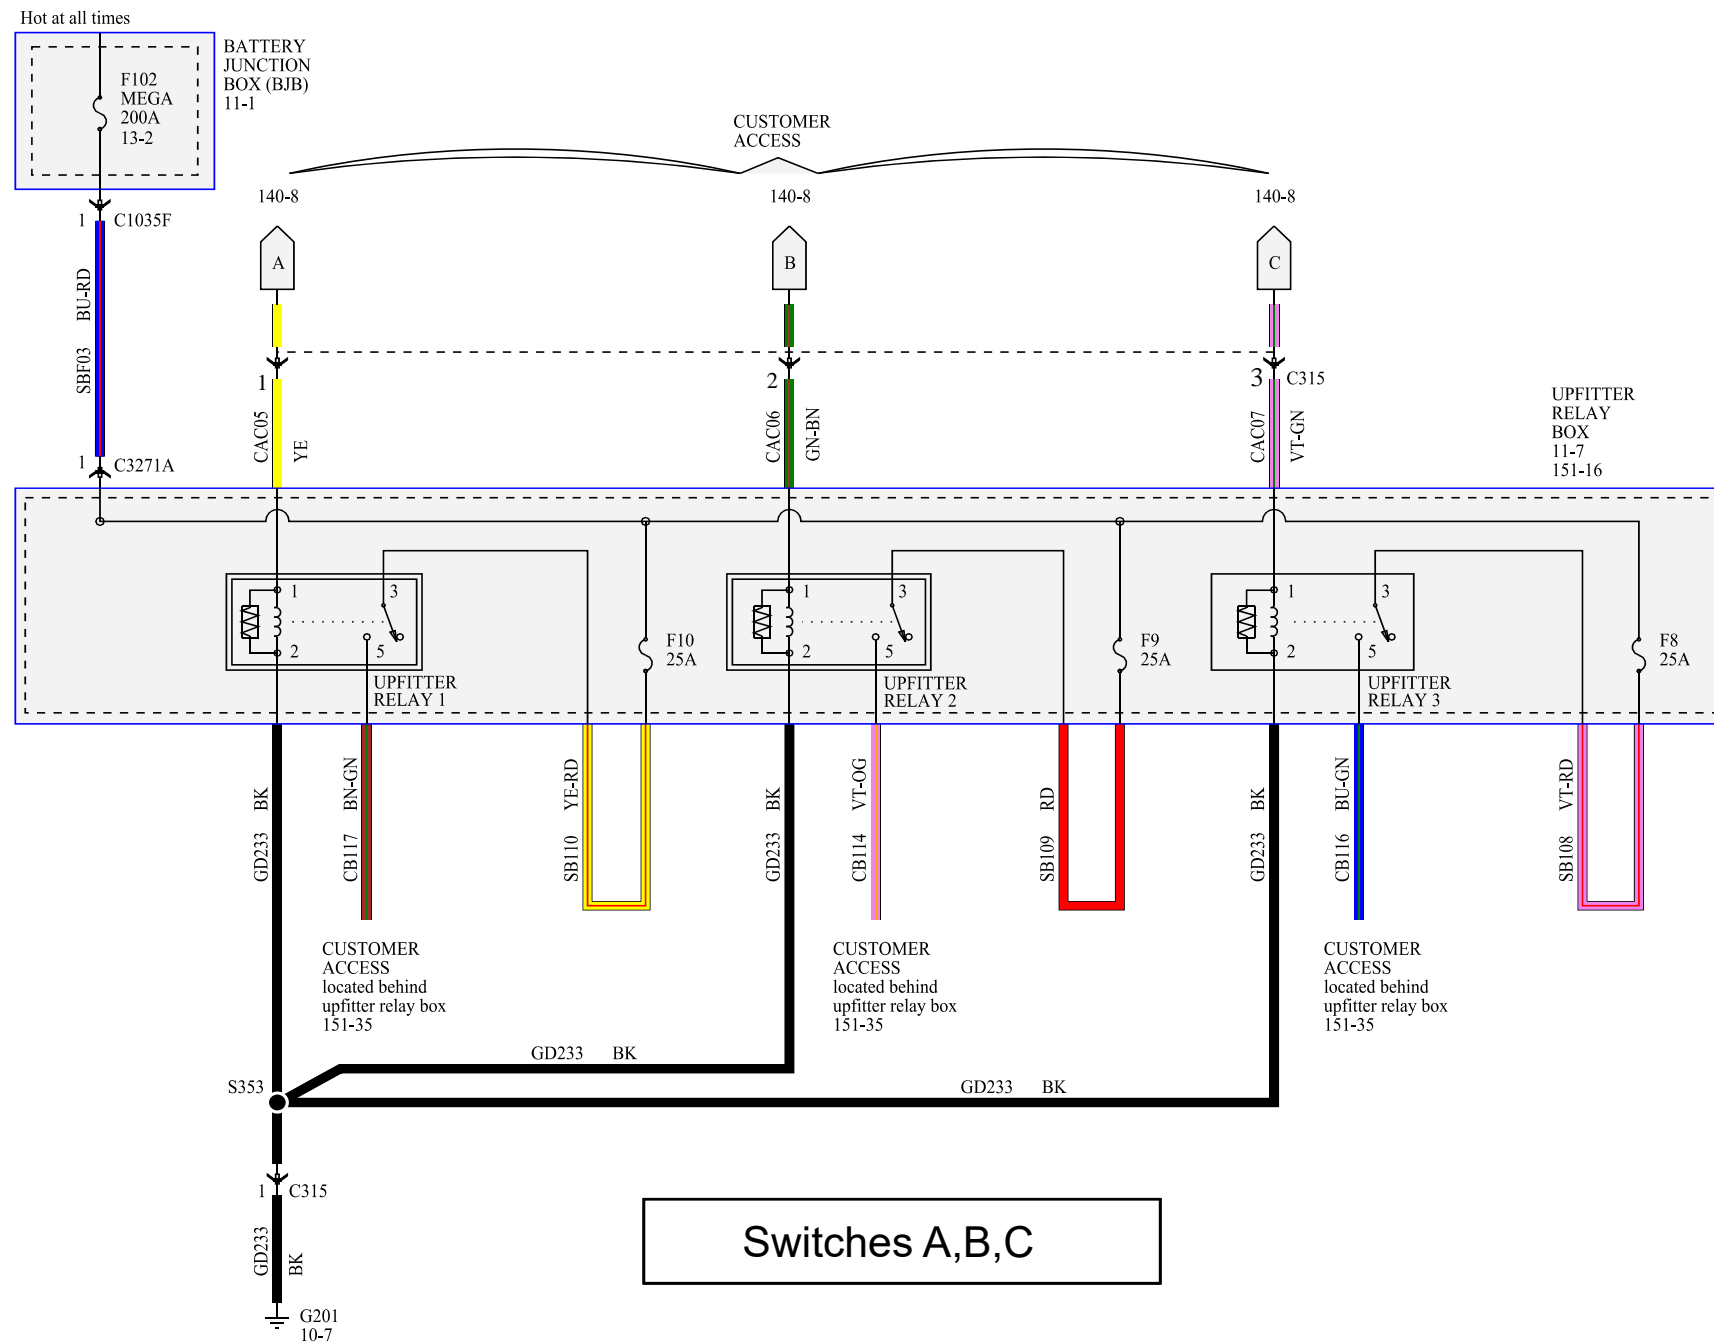 Hot at all times
BATTERY
JUNCTION
BOX (BJB)
11-1
F102
MEGA
200A
13-2
CUSTOMER
ACCESS
140-8
140-8
140-8
1
C1035F
A
B
C
BU-RD
SBF03
1
2
3
C315
CAC05
YE
CAC06
GN-BN
CAC07
VT-GN
UPFITTER
RELAY
BOX
11-7
151-16
1
C3271A
1
3
2
5
UPFITTER
RELAY 1
F10
25A
1
3
2
5
UPFITTER
RELAY 2
F9
25A
1
3
2
5
UPFITTER
RELAY 3
F8
25A
BK
GD233
BN-GN
CB117
YE-RD
SB110
BK
GD233
VT-OG
CB114
RD
SB109
BK
GD233
BU-GN
CB116
VT-RD
SB108
CUSTOMER
ACCESS
located behind
upfitter relay box
151-35
CUSTOMER
ACCESS
located behind
upfitter relay box
151-35
CUSTOMER
ACCESS
located behind
upfitter relay box
151-35
GD233 BK
S353
GD233 BK
1
C315
GD233
BK
Switches A,B,C
G201
10-7